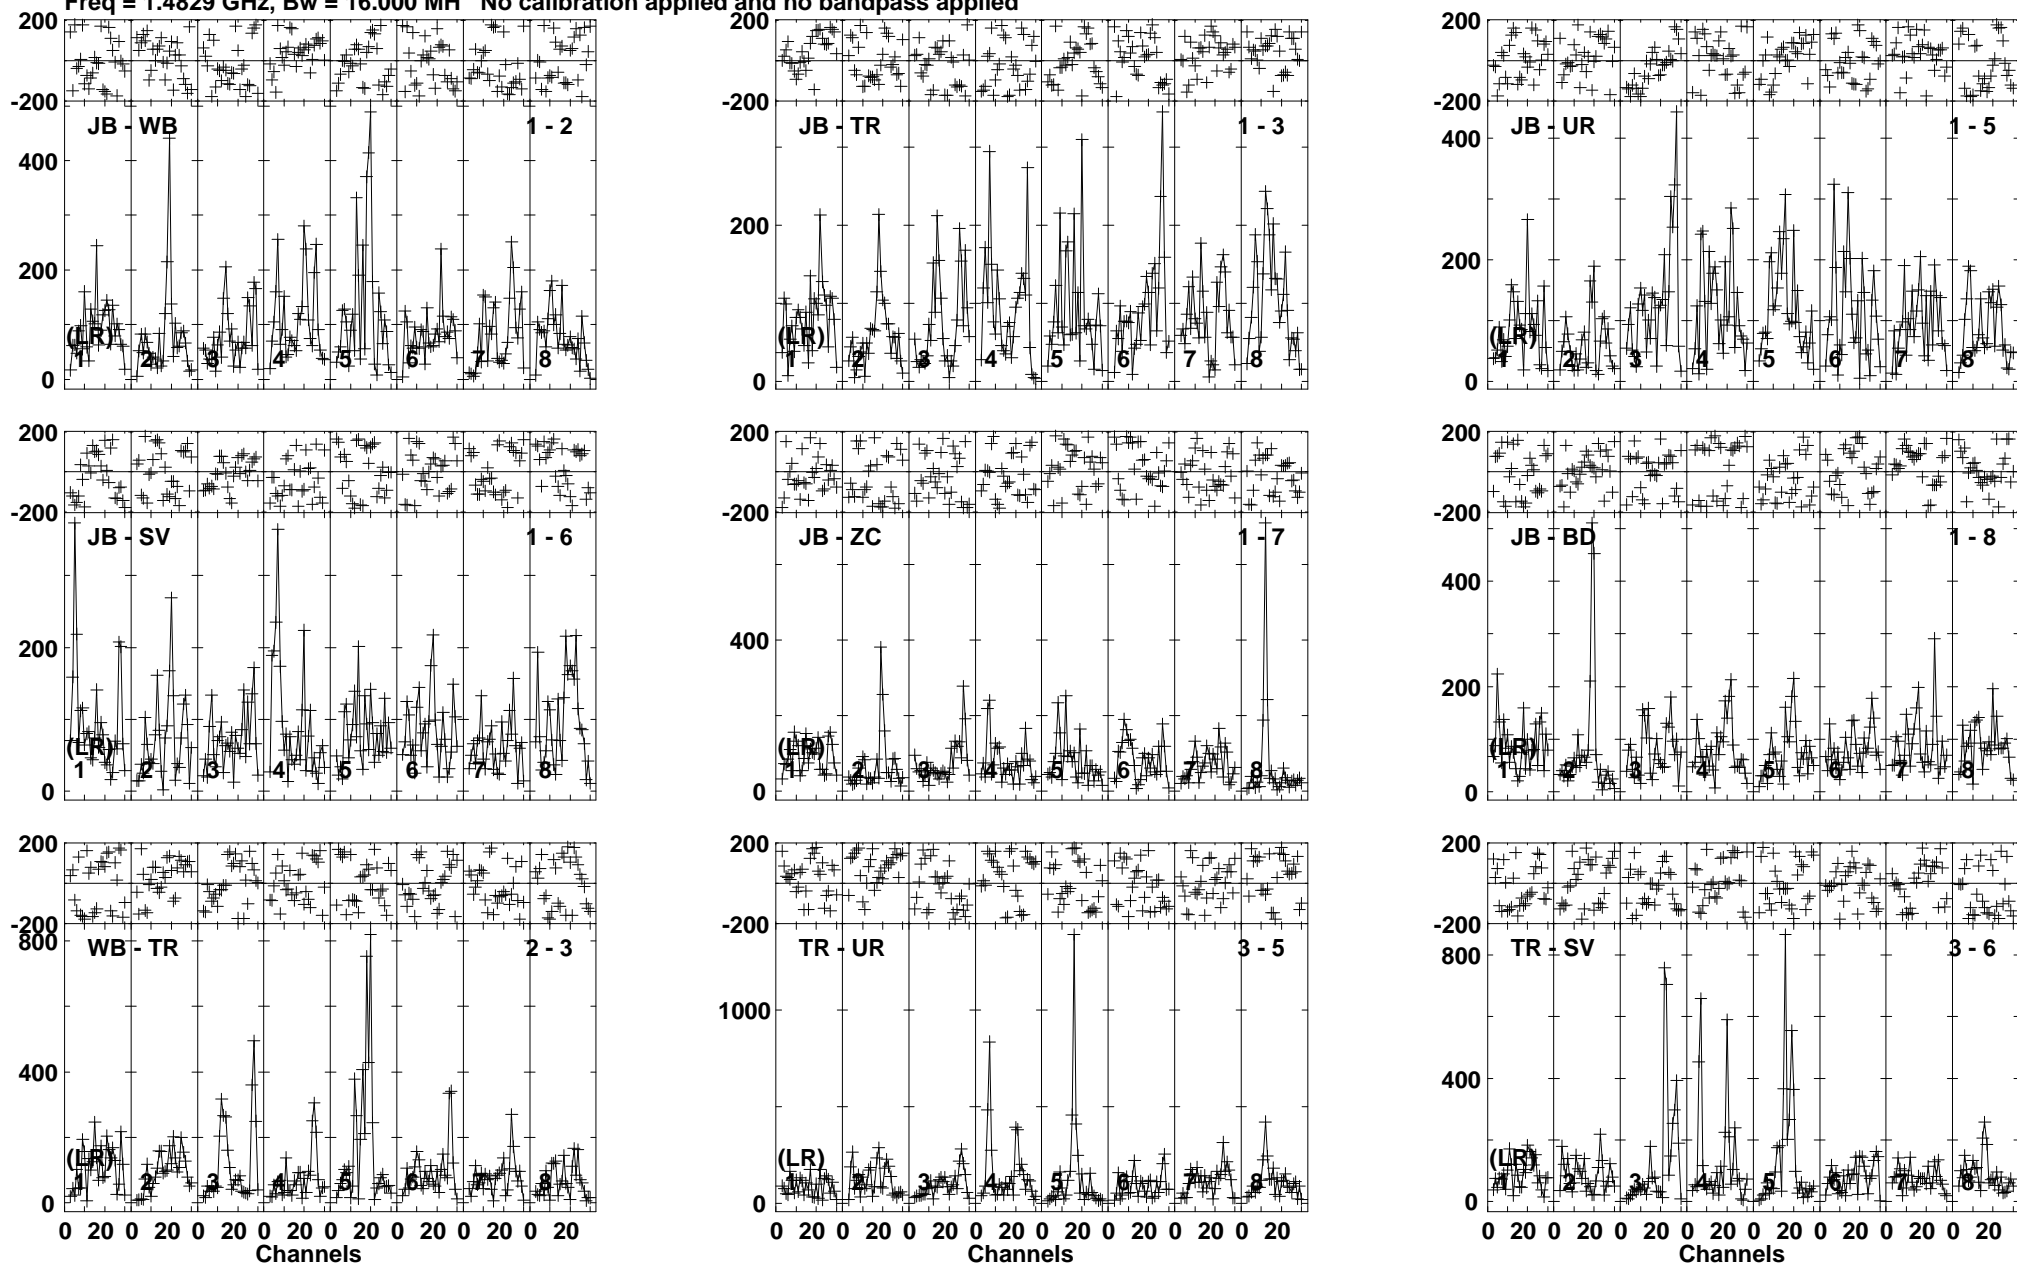 Freq = 1.4829 GHz, Bw = 16.000 MH No calibration applied and no bandpass applied
200 200 200
-200 -200 -200
JB - WB 1 - 2 JB - TR 1 - 3 JB - UR 1 - 5
400 400
200 200 200
(LR) (LR) (LR)
1 2 3 4 5 6 7 8 1 2 3 4 5 6 7 8 1 2 3 4 5 6 7 8
0 0 0
200 200 200
-200 -200 -200
JB - SV 1 - 6 JB - ZC 1 - 7 JB - BD 1 - 8
200 400 400
200
(LR) (LR) (LR)
1 2 3 4 5 6 7 8 1 2 3 4 5 6 7 8 1 2 3 4 5 6 7 8
0 0 0
200 200 200
-200 -200 -200
WB - TR 2 - 3 TR - UR 3 - 5 TR - SV 3 - 6
800 1000 800
400 400
(LR) (LR) (LR)
1 2 3 4 5 6 7 8 1 2 3 4 5 6 7 8 1 2 3 4 5 6 7 8
0 0 0
0 20 0 20 0 20 0 20 0 20 0 20 0 20 0 20 0 20 0 20 0 20 0 20 0 20 0 20 0 20 0 20 0 20 0 20 0 20 0 20 0 20 0 20 0 20 0 20
Channels Channels Channels